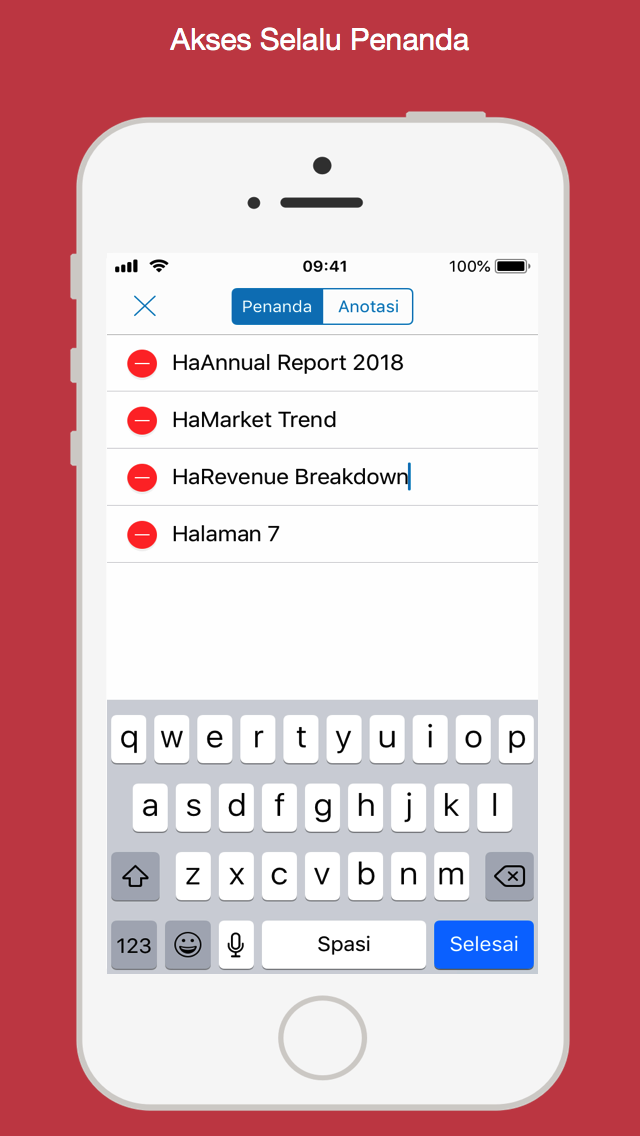 Akses Selalu Penanda
09:41 100%
Penanda Anotasi
HaAnnual Report 2018
HaMarket Trend
HaRevenue Breakdown
Halaman 7
q w e r t y u i o p
a s d f g h j k l
z x c v b n m
123 Spasi Selesai